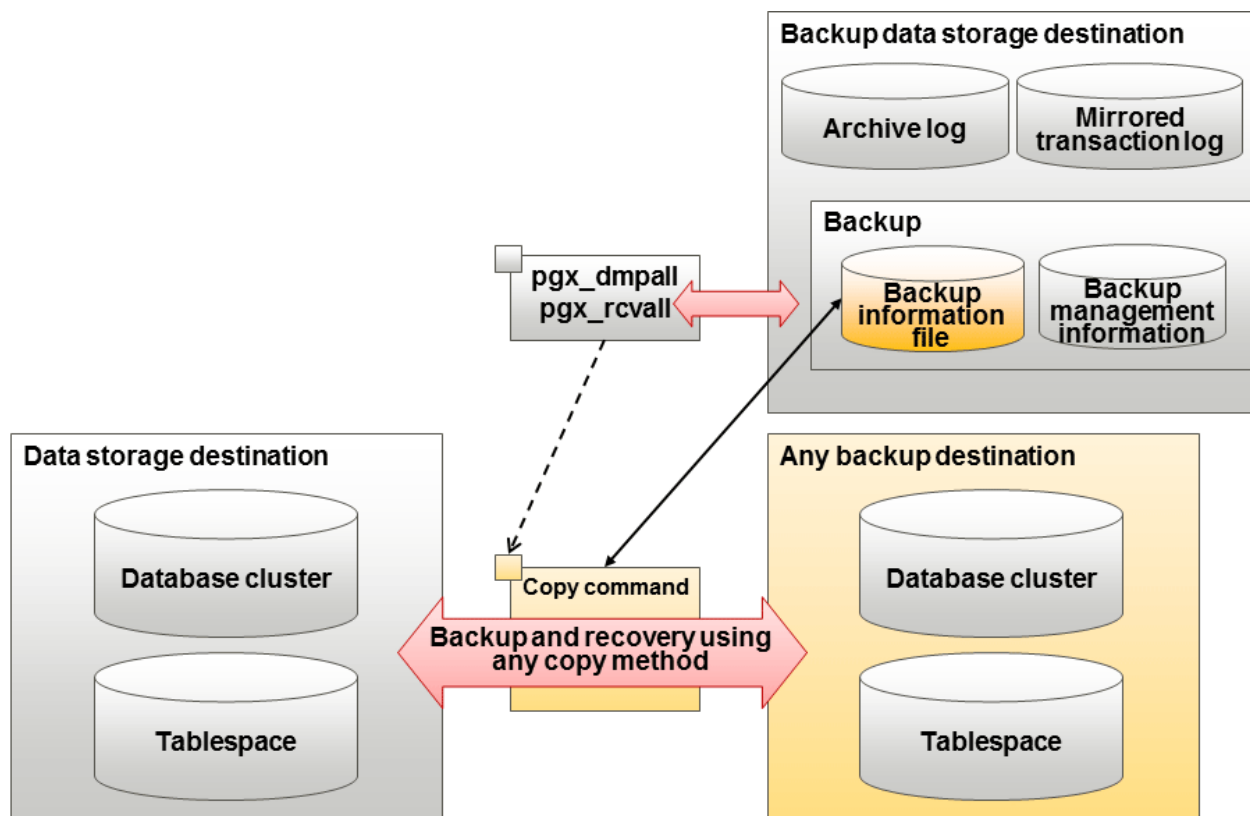 Backup data storage destination
Archive log
Mirrored
transaction log
Backup
pgx_dmpall
pgx_rcvall
Backup
information
file
Backup
management
information
Data storage destination
Any backup destination
Database cluster
Copy command
Database cluster
Backup and recovery using
any copy method
Tablespace
Tablespace